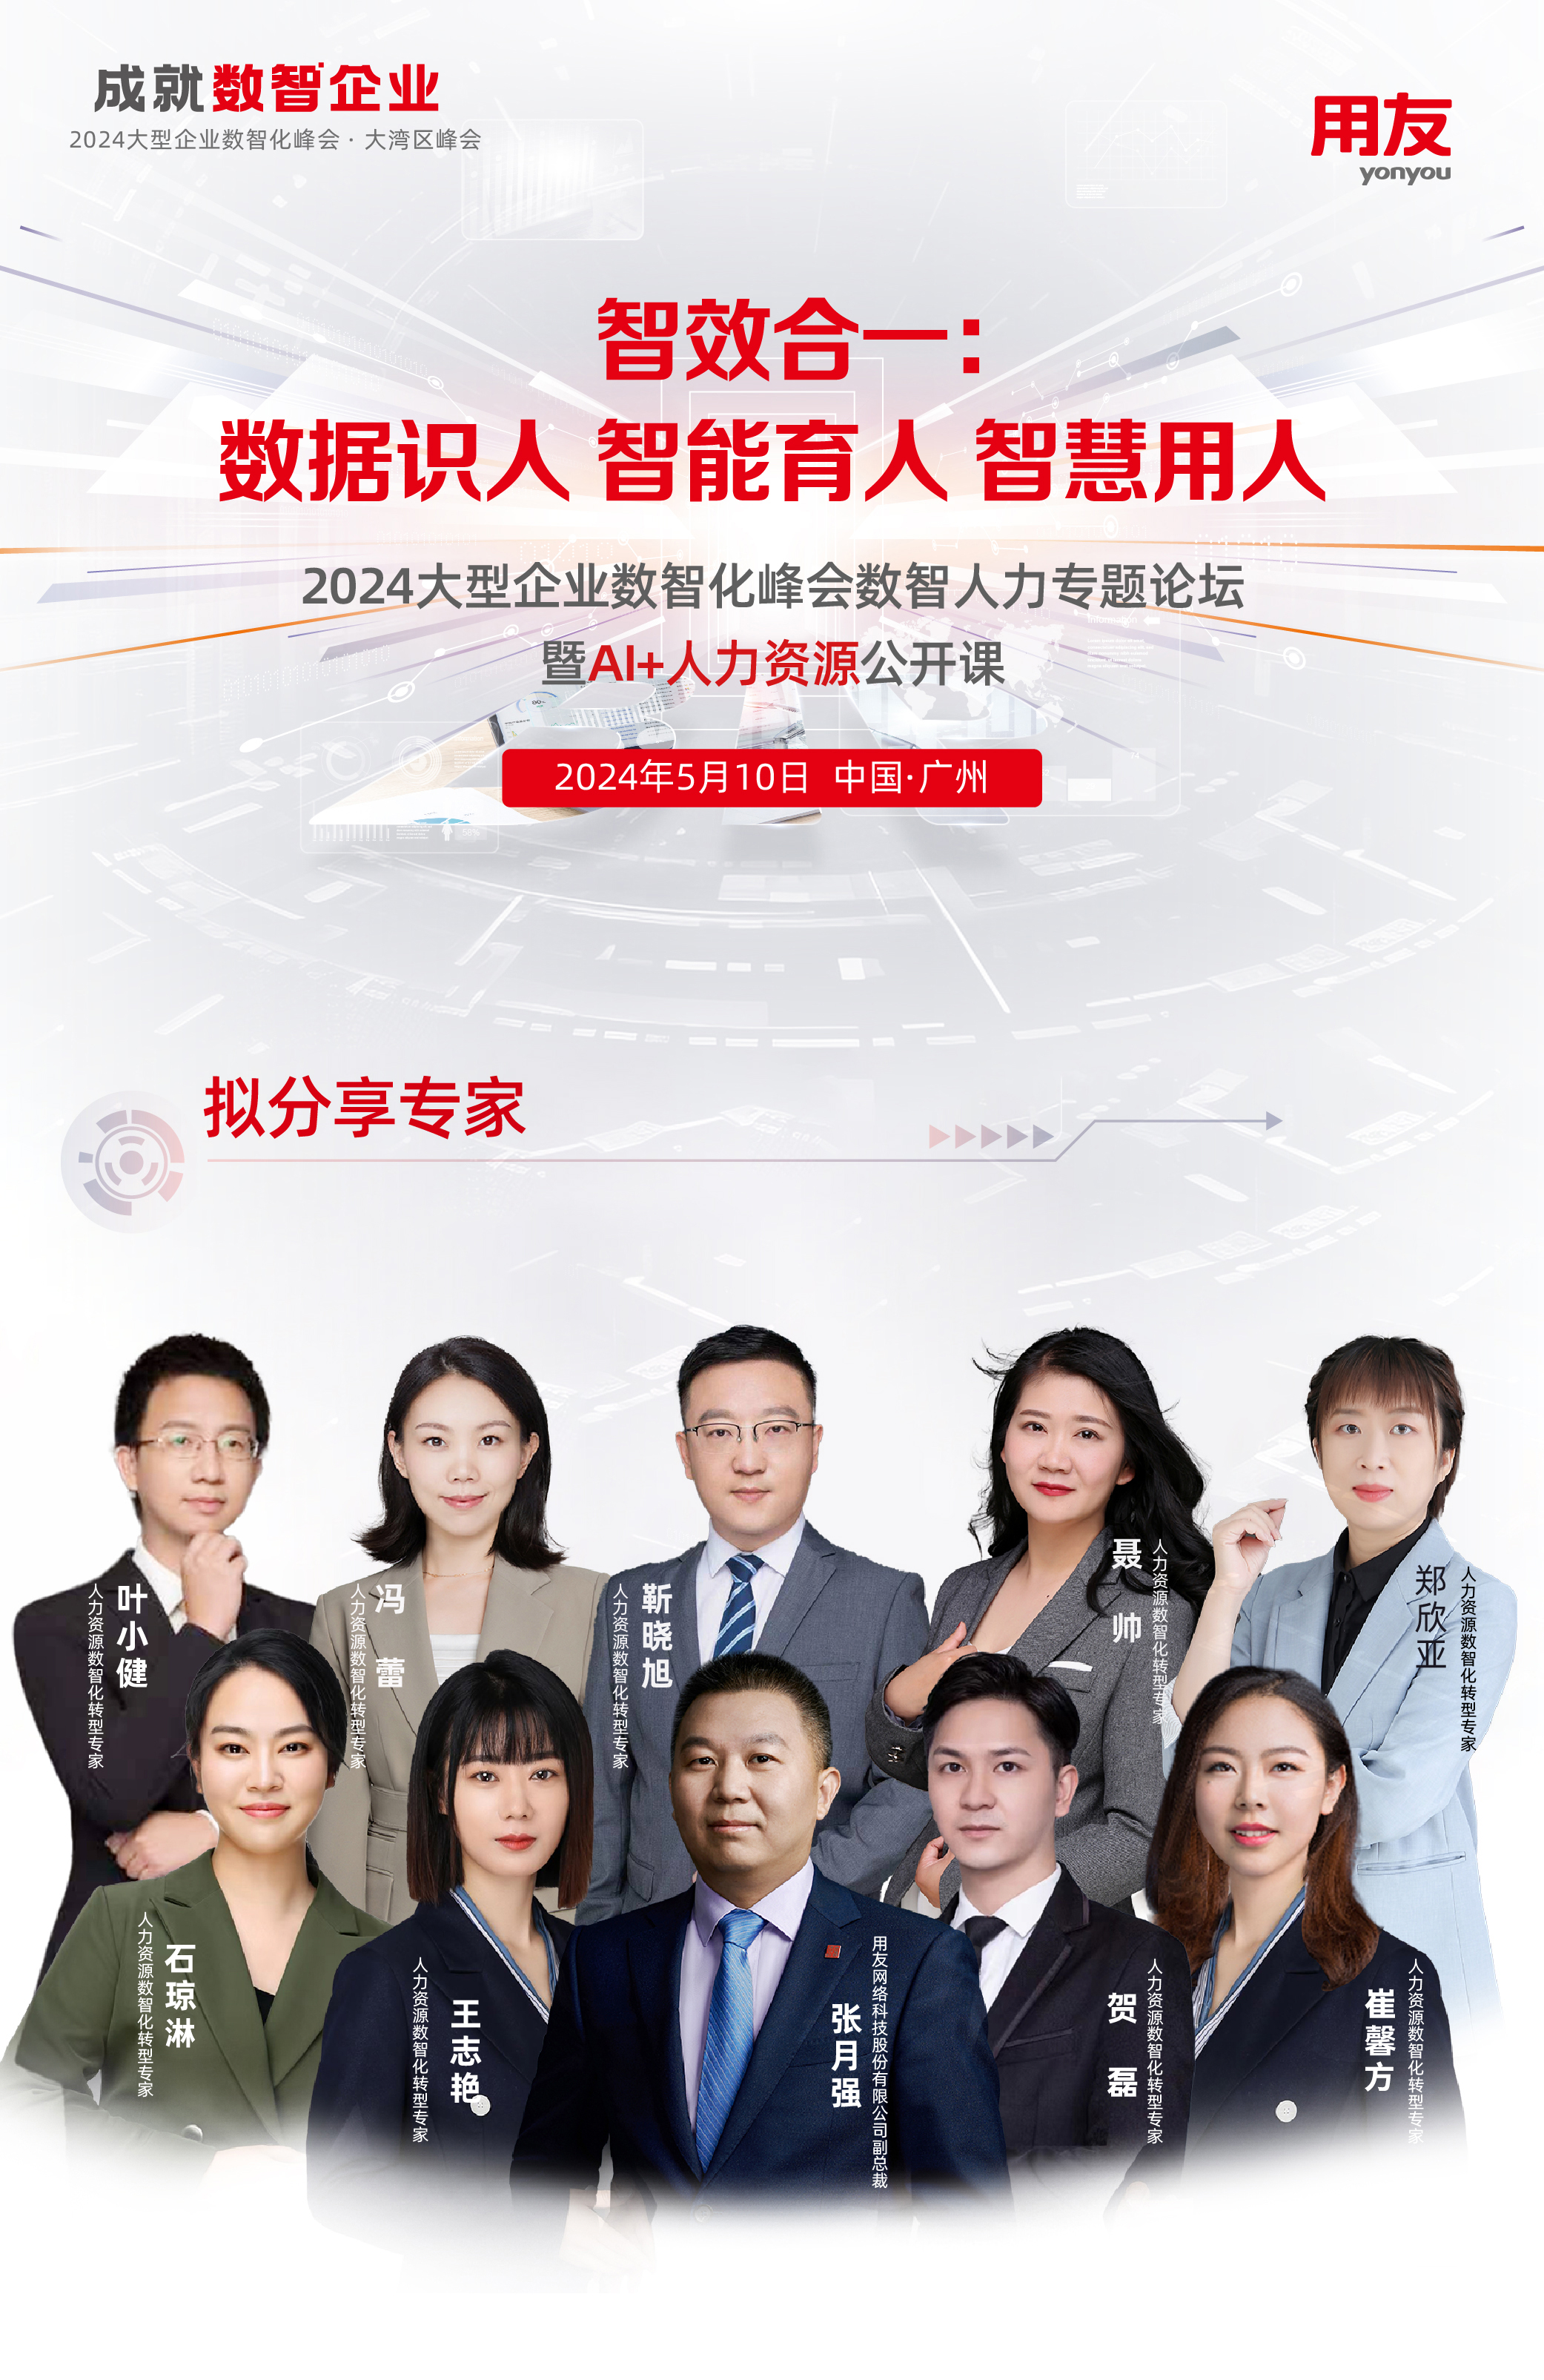 成就数智企业
2024大型企业数智化峰会 · 大湾区峰会
用友
yonyou
智效合一：
数据识人 智能育人 智慧用人
2024大型企业数智化峰会数智人力专题论坛
暨AI+人力资源公开课
2024年5月10日 中国·广州
拟分享专家
叶小健
人力资源数智化转型专家
冯蕾
人力资源数智化转型专家
靳晓旭
人力资源数智化转型专家
聂帅
人力资源数智化转型专家
郑欣亚
人力资源数智化转型专家
石琼淋
人力资源数智化转型专家
王志艳
人力资源数智化转型专家
张月强
用友网络科技股份有限公司副总裁
贺磊
人力资源数智化转型专家
崔馨方
人力资源数智化转型专家